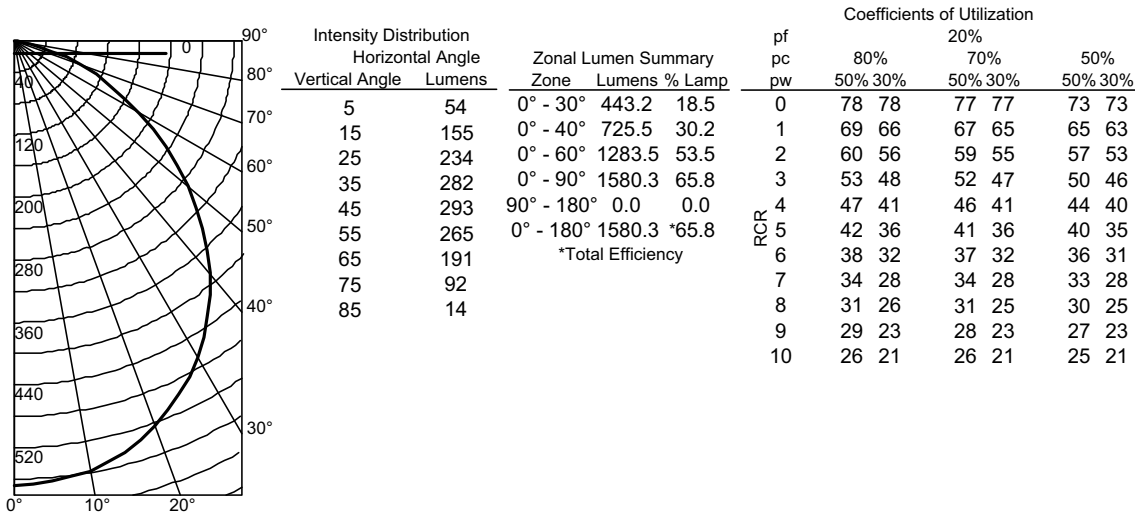 0
40
120
200
280
360
440
520
90°
80°
70°
60°
50°
40°
30°
0° 10° 20°
Intensity Distribution
Horizontal Angle
Vertical Angle Lumens
5 54
15 155
25 234
35 282
45 293
55 265
65 191
75 92
85 14
Zonal Lumen Summary
Zone Lumens % Lamp
0° - 30° 443.2 18.5
0° - 40° 725.5 30.2
0° - 60° 1283.5 53.5
0° - 90° 1580.3 65.8
90° - 180° 0.0 0.0
0° - 180° 1580.3 *65.8
*Total Efficiency
Coefficients of Utilization
pf 20%
pc 80% 70% 50%
pw 50% 30% 50% 30% 50% 30%
RCR
0 78 78 77 77 73 73
1 69 66 67 65 65 63
2 60 56 59 55 57 53
3 53 48 52 47 50 46
4 47 41 46 41 44 40
5 42 36 41 36 40 35
6 38 32 37 32 36 31
7 34 28 34 28 33 28
8 31 26 31 25 30 25
9 29 23 28 23 27 23
10 26 21 26 21 25 21